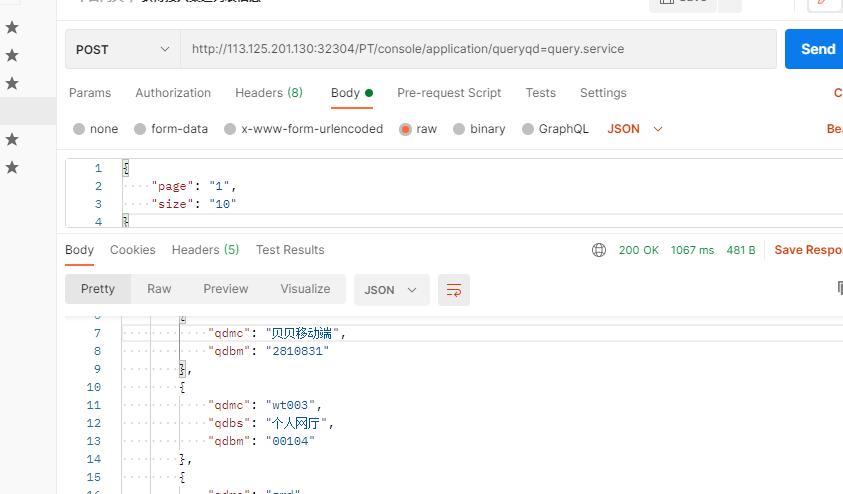 POST
http://113.125.201.130:32304/PT/console/application/queryqd=query.service
Send
Params Authorization Headers (8) Body Pre-request Script Tests Settings
none form-data x-www-form-urlencoded raw binary GraphQL JSON
1 {
2 "page": "1",
3 "size": "10"
4 }
Body Cookies Headers (5) Test Results 200 OK 1067 ms 481 B Save Respo
Pretty Raw Preview Visualize JSON
{
7 "qdmc": "贝贝移动端",
8 "qdbm": "2810831"
9 },
10 {
11 "qdmc": "wt003",
12 "qdbs": "个人网厅",
13 "qdbm": "00104"
14 },
15 {